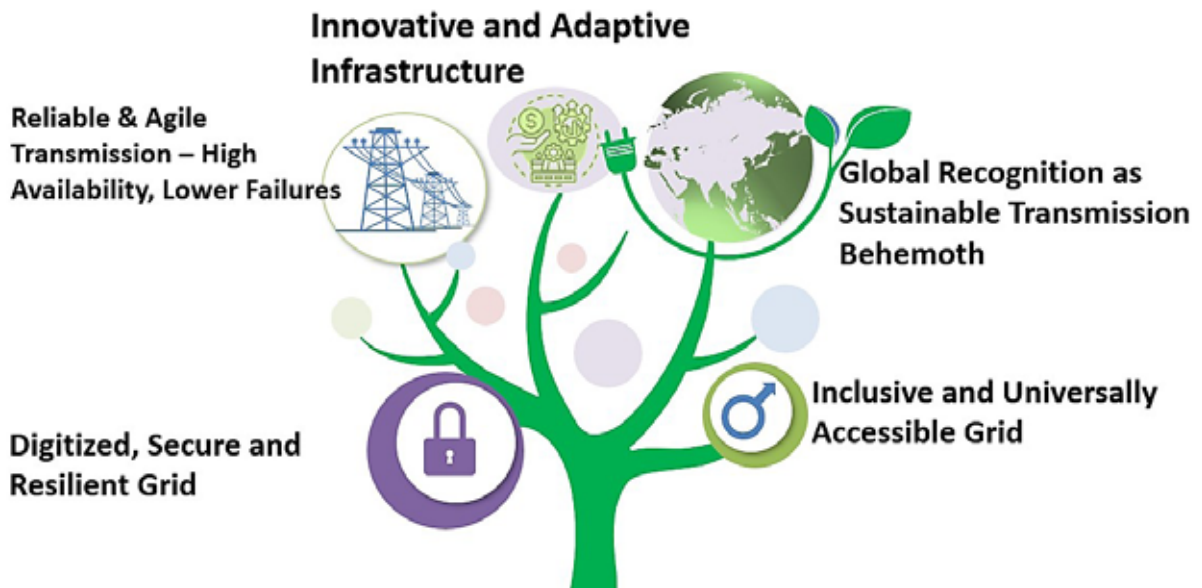 Innovative and Adaptive
Infrastructure
Reliable & Agile
Transmission – High
Availability, Lower Failures
$
Global Recognition as
Sustainable Transmission
Behemoth
Digitized, Secure and
Resilient Grid
Inclusive and Universally
Accessible Grid